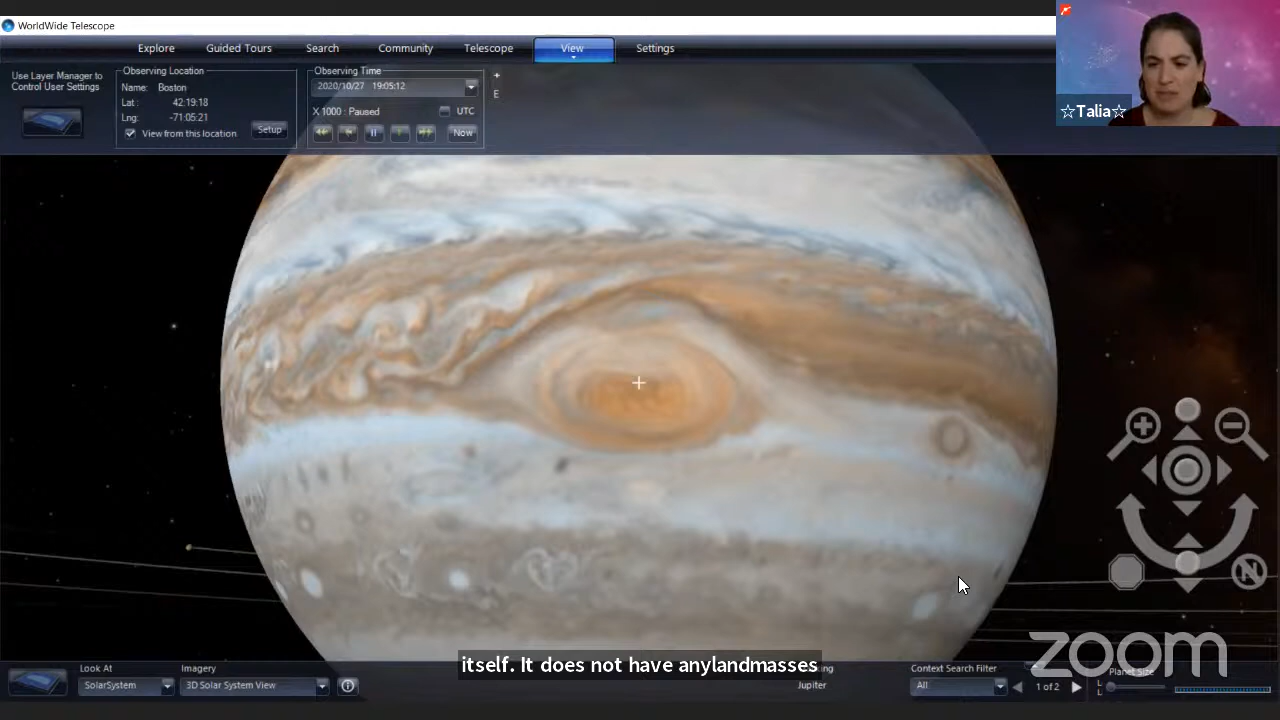 WorldWide Telescope
Explore
Guided Tours
Search
Community
Telescope
View
Settings
Use Layer Manager to
Control User Settings
Observing Location
Name: Boston
Lat : 42:19:18
Lng: -71:05:21
View from this location
Setup
Observing Time
2020/10/27 19:05:12
X 1000 : Paused
UTC
Now
E
☆Talia☆
N
itself. It does not have anylandmasses
zoom
Look At
SolarSystem
Imagery
3D Solar System View
Jupiter
Context Search Filter
All
1 of 2
Planet Size
L